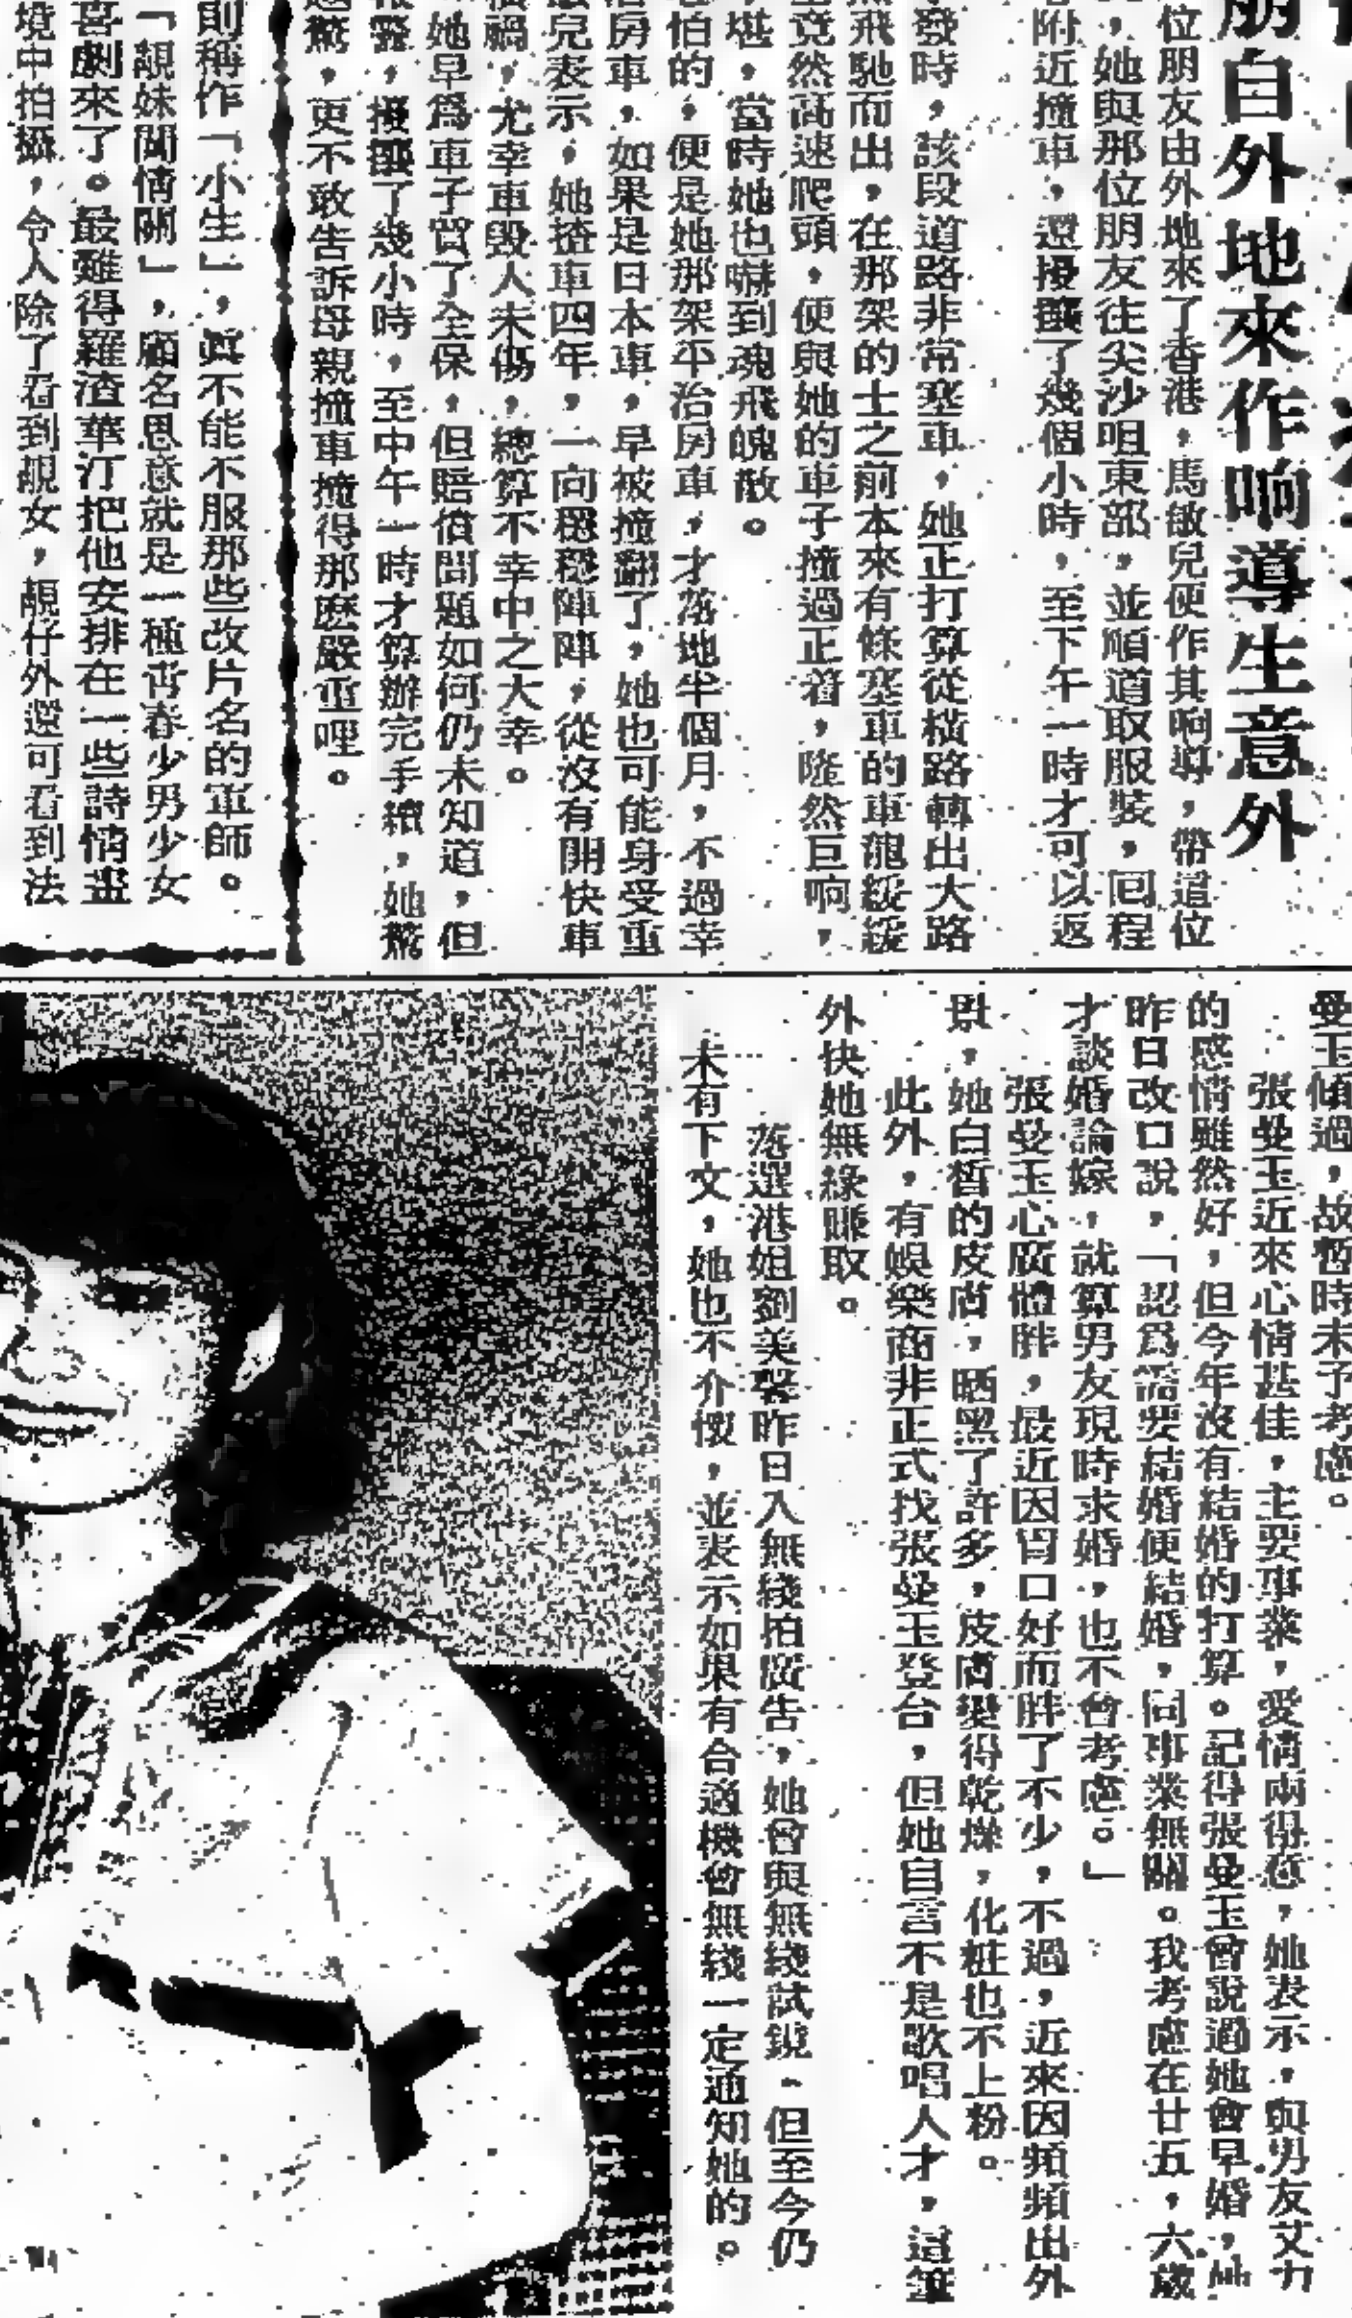 朋自外地來作响導生意外
位朋友由外地來了香港，馬敏兒便作其响導，帶這位
，她與那位朋友往尖沙咀東部，並順道取服裝，回程
附近撞車，還擾攘了幾個小時，至下午一時才可以返
發時，該段道路非常塞車，她正打算從橫路轉出大路
飛馳而出，在那架的士之前本來有條塞車的車龍緩緩
竟然高速爬頭，便與她的車子撞過正着，隆然巨响，
堪，當時她也嚇到魂飛魄散。
怕的，便是她那架平治房車，才落地半個月，不過幸
房車，如果是日本車，早被撞翻了，她也可能身受重
兒表示，她揸車四年，一向穩穩陣陣，從沒有開快車
禍，尤幸車毀人未傷，總算不幸中之大幸。
她早爲車子買了全保，但賠償問題如何仍未知道，但
，擾攘了幾小時，至中午一時才算辦完手續，她驚
驚，更不敢告訴母親撞車撞得那麽嚴重哩。
則稱作「小生」，眞不能不服那些改片名的軍師。
「靚妹闖情關」，顧名思意就是一種靑春少男少女
喜劇來了。最難得羅渣華汀把他安排在一些詩情畫
境中拍攝，令人除了看到靚女，靚仔外還可看到法
曼玉傾過，故暫時未予考慮。
張曼玉近來心情甚佳，主要事業，愛情兩得意，她表示，與男友艾力
的感情雖然好，但今年沒有結婚的打算。記得張曼玉曾說過她會早婚，她
昨日改口說，「認爲需要結婚便結婚，同事業無關。我考慮在廿五，六歲
才談婚論嫁，就算男友現時求婚，也不會考慮。」
張曼玉心廣體胖，最近因胃口好而胖了不少，不過，近來因頻頻出外
景，她白皙的皮膚，晒黑了許多，皮膚變得乾燥，化粧也不上粉。
此外，有娛樂商非正式找張曼玉登台，但她自言不是歌唱人才，這筆
外快她無緣賺取。
落選港姐劉美馨昨日入無綫拍廣告，她曾與無綫試鏡，但至今仍
未有下文，她也不介懷，並表示如果有合適機會無綫一定通知她的。